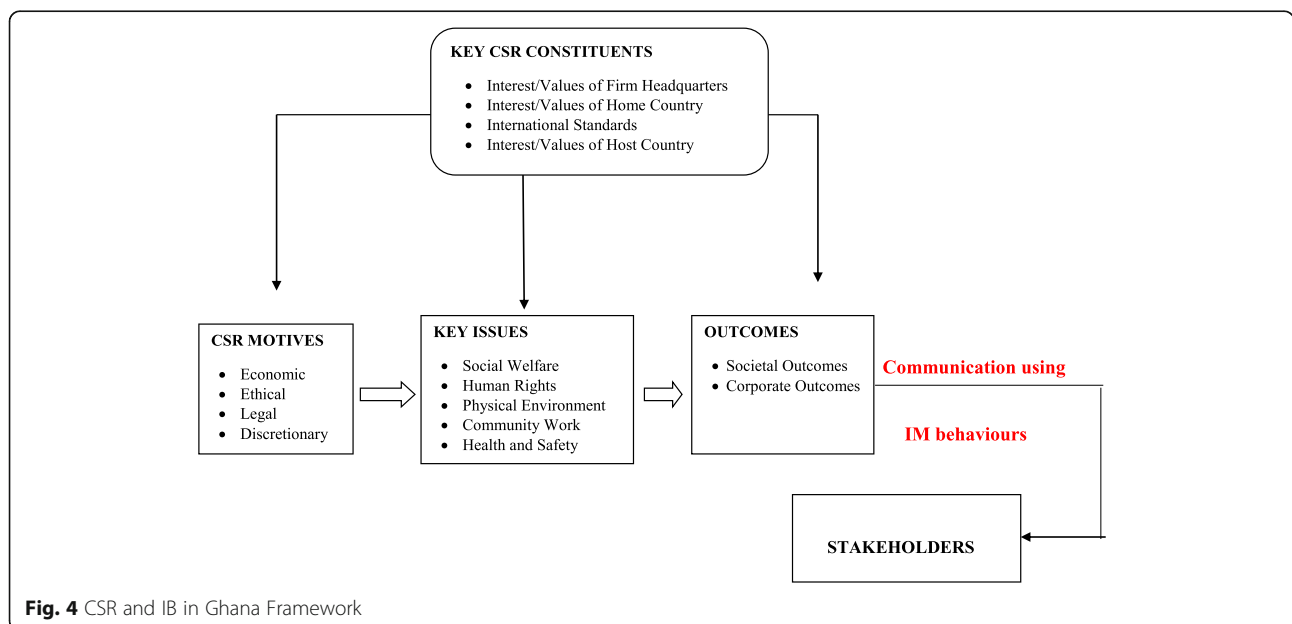 KEY CSR CONSTITUENTS
• Interest/Values of Firm Headquarters
• Interest/Values of Home Country
• International Standards
• Interest/Values of Host Country
CSR MOTIVES
• Economic
• Ethical
• Legal
• Discretionary
KEY ISSUES
• Social Welfare
• Human Rights
• Physical Environment
• Community Work
• Health and Safety
OUTCOMES
• Societal Outcomes
• Corporate Outcomes
Communication using
IM behaviours
STAKEHOLDERS
Fig. 4 CSR and IB in Ghana Framework